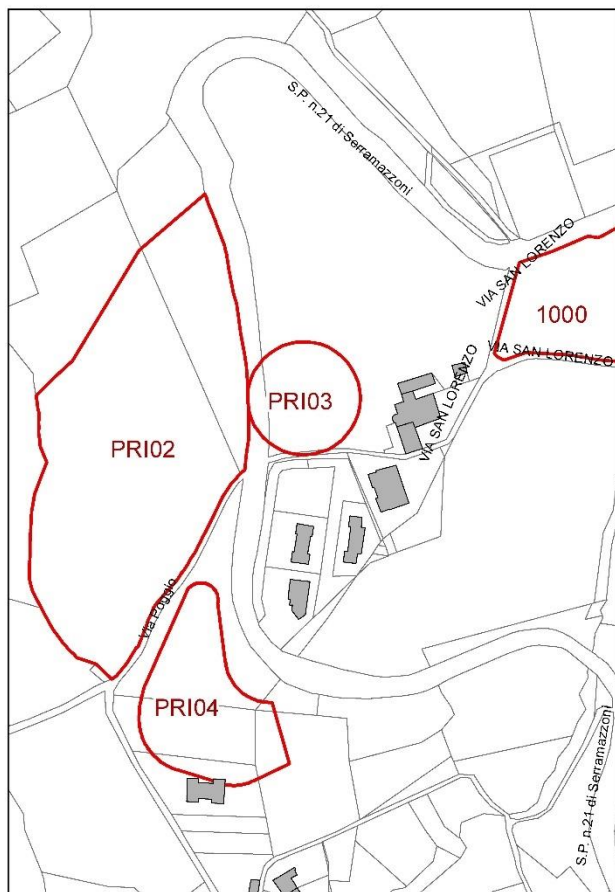 S.P. n.21 di Serramazzoni
VIA SAN LORENZO
1000
VIA SAN LORENZO
PRI03
VIA SAN LORENZO
PRI02
Via Poggio
PRI04
S.P. n.21 di Serramazzoni